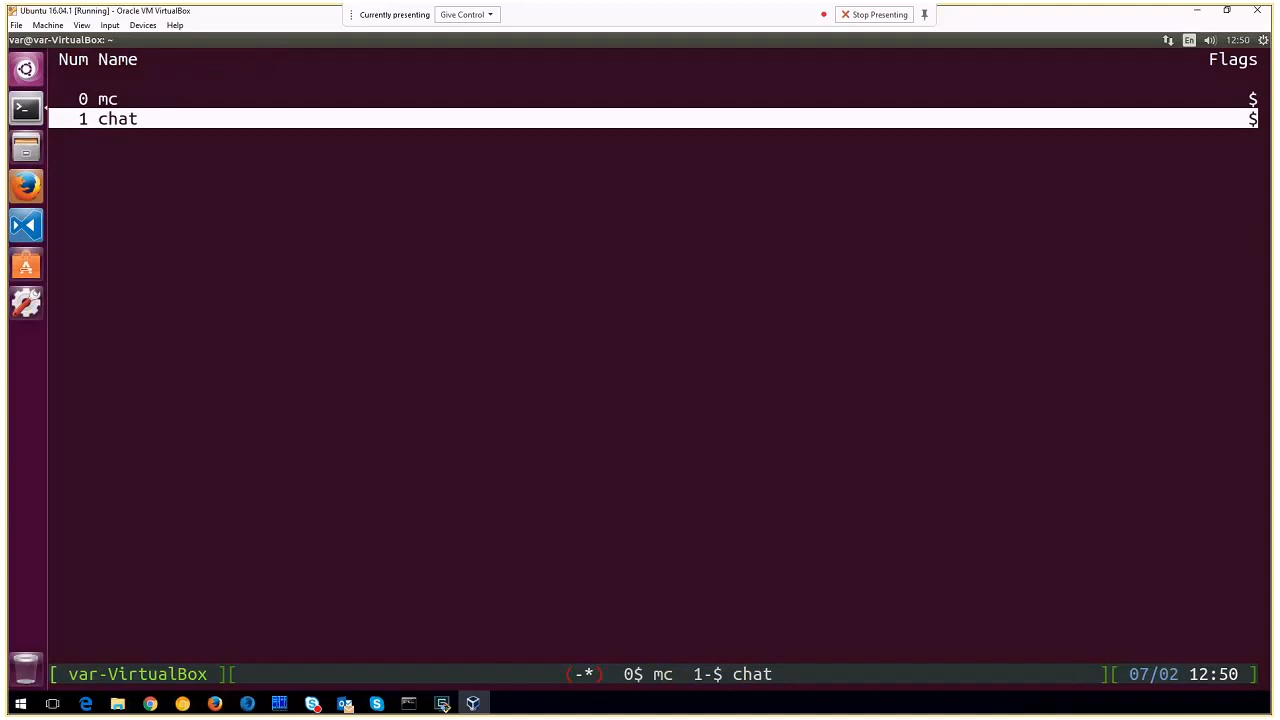 Ubuntu 16.04.1 [Running] - Oracle VM VirtualBox
Currently presenting Give Control Stop Presenting
File Machine View Input Devices Help
var@var-VirtualBox: ~ En 12:50
Num Name Flags
0 mc $
1 chat $
[ var-VirtualBox ][ (-*) 0$ mc 1-$ chat ][ 07/02 12:50 ]